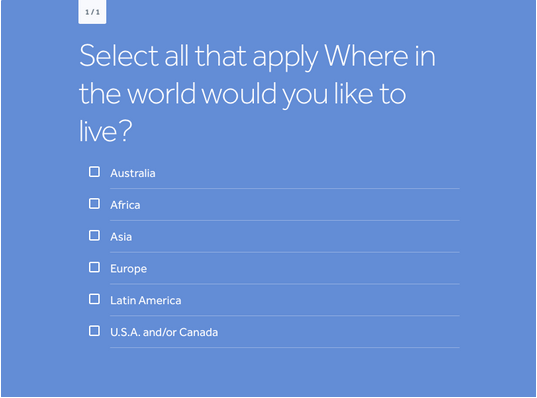 1 / 1
Select all that apply Where in
the world would you like to
live?
Australia
Africa
Asia
Europe
Latin America
U.S.A. and/or Canada